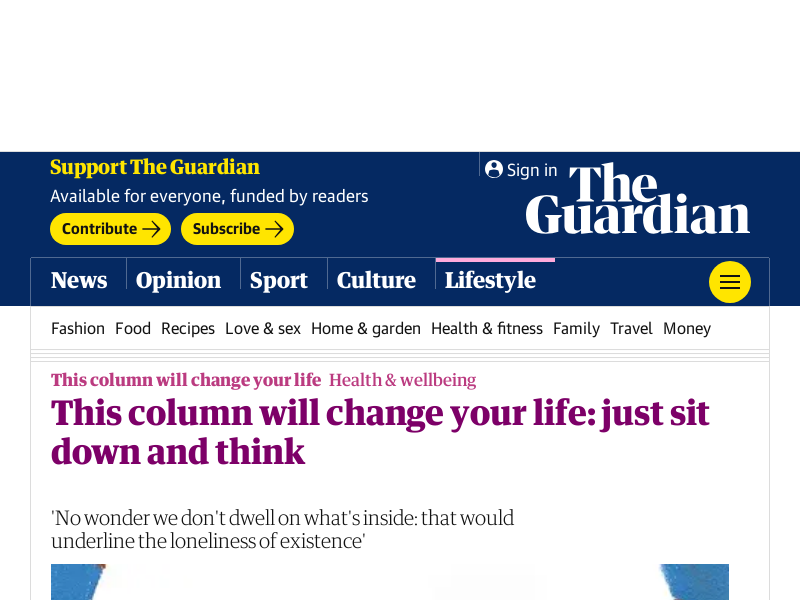 Support The Guardian
Available for everyone, funded by readers
Contribute
Subscribe
Sign in
The
Guardian
News
Opinion
Sport
Culture
Lifestyle
Fashion Food Recipes Love & sex Home & garden Health & fitness Family Travel Money
This column will change your life Health & wellbeing
This column will change your life: just sit
down and think
'No wonder we don't dwell on what's inside: that would
underline the loneliness of existence'